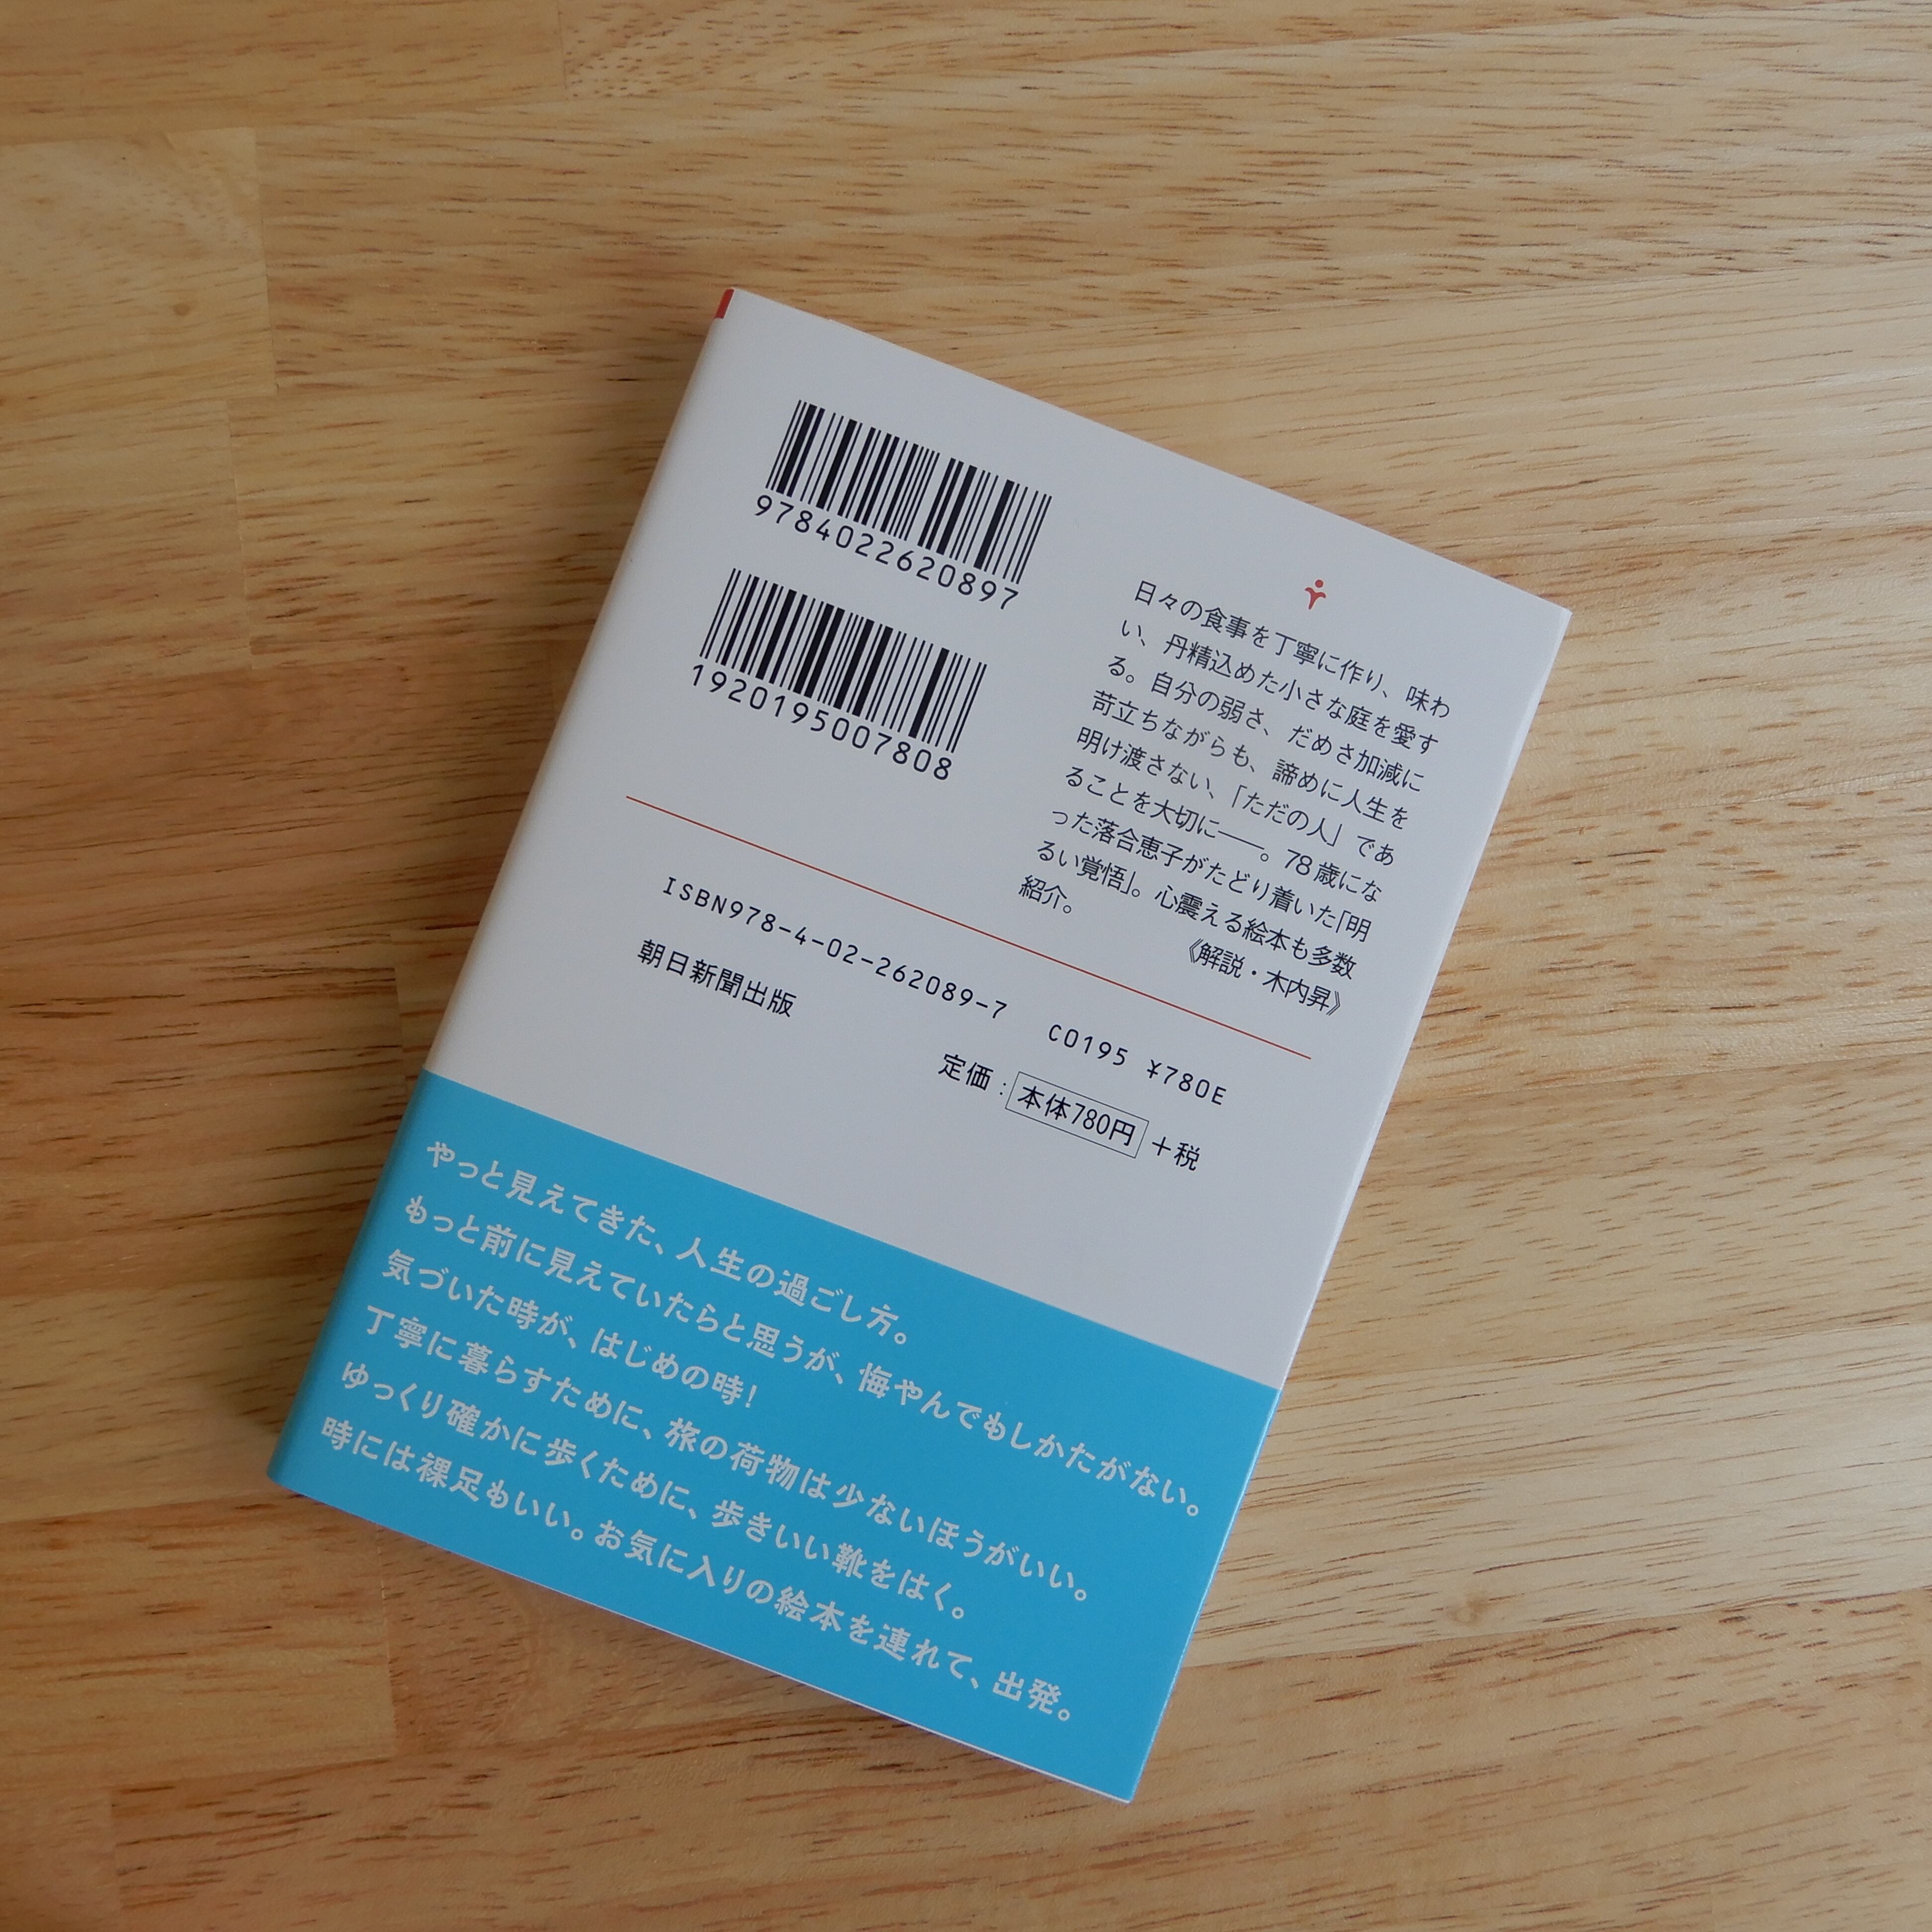 9784022620897
1920195007808
日々の食事を丁寧に作り、味わ
い、丹精込めた小さな庭を愛す
る。自分の弱さ、だめさ加減に
苛立ちながらも、諦めに人生を
明け渡さない、「ただの人」であ
ることを大切に――。78歳にな
った落合恵子がたどり着いた「明
るい覚悟」。心震える絵本も多数
紹介。
《解説・木内昇》
ISBN978-4-02-262089-7
C0195 ¥780E
朝日新聞出版
定価：本体780円＋税
やっと見えてきた、人生の過ごし方。
もっと前に見えていたらと思うが、悔やんでもしかたがない。
気づいた時が、はじめの時！
丁寧に暮らすために、旅の荷物は少ないほうがいい。
ゆっくり確かに歩くために、歩きいい靴をはく。
時には裸足もいい。お気に入りの絵本を連れて、出発。